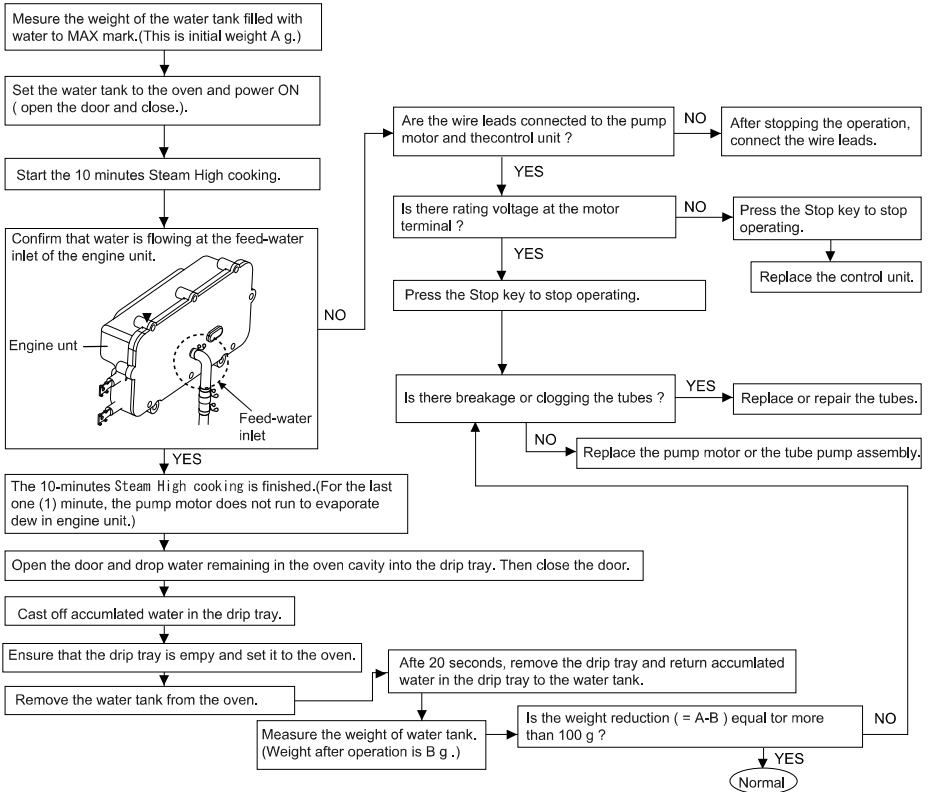 Mesure the weight of the water tank filled with
water to MAX mark.(This is initial weight A g.)
Set the water tank to the oven and power ON
( open the door and close.).
Start the 10 minutes Steam High cooking.
Confirm that water is flowing at the feed-water
inlet of the engine unit.
Engine unt
Feed-water
inlet
NO
YES
Are the wire leads connected to the pump
motor and thecontrol unit ?
NO
After stopping the operation,
connect the wire leads.
YES
Is there rating voltage at the motor
terminal ?
NO
Press the Stop key to stop
operating.
Replace the control unit.
YES
Press the Stop key to stop operating.
Is there breakage or clogging the tubes ?
YES
Replace or repair the tubes.
NO
Replace the pump motor or the tube pump assembly.
The 10-minutes Steam High cooking is finished.(For the last
one (1) minute, the pump motor does not run to evaporate
dew in engine unit.)
Open the door and drop water remaining in the oven cavity into the drip tray. Then close the door.
Cast off accumlated water in the drip tray.
Ensure that the drip tray is empy and set it to the oven.
Remove the water tank from the oven.
Afte 20 seconds, remove the drip tray and return accumlated
water in the drip tray to the water tank.
Measure the weight of water tank.
(Weight after operation is B g .)
Is the weight reduction ( = A-B ) equal tor more
than 100 g ?
NO
YES
Normal